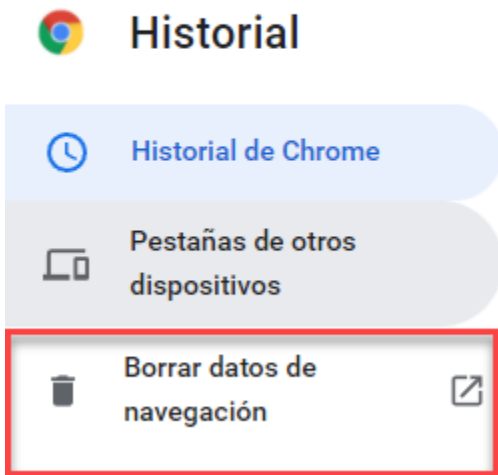 Historial
Historial de Chrome
Pestañas de otros
dispositivos
Borrar datos de
navegación